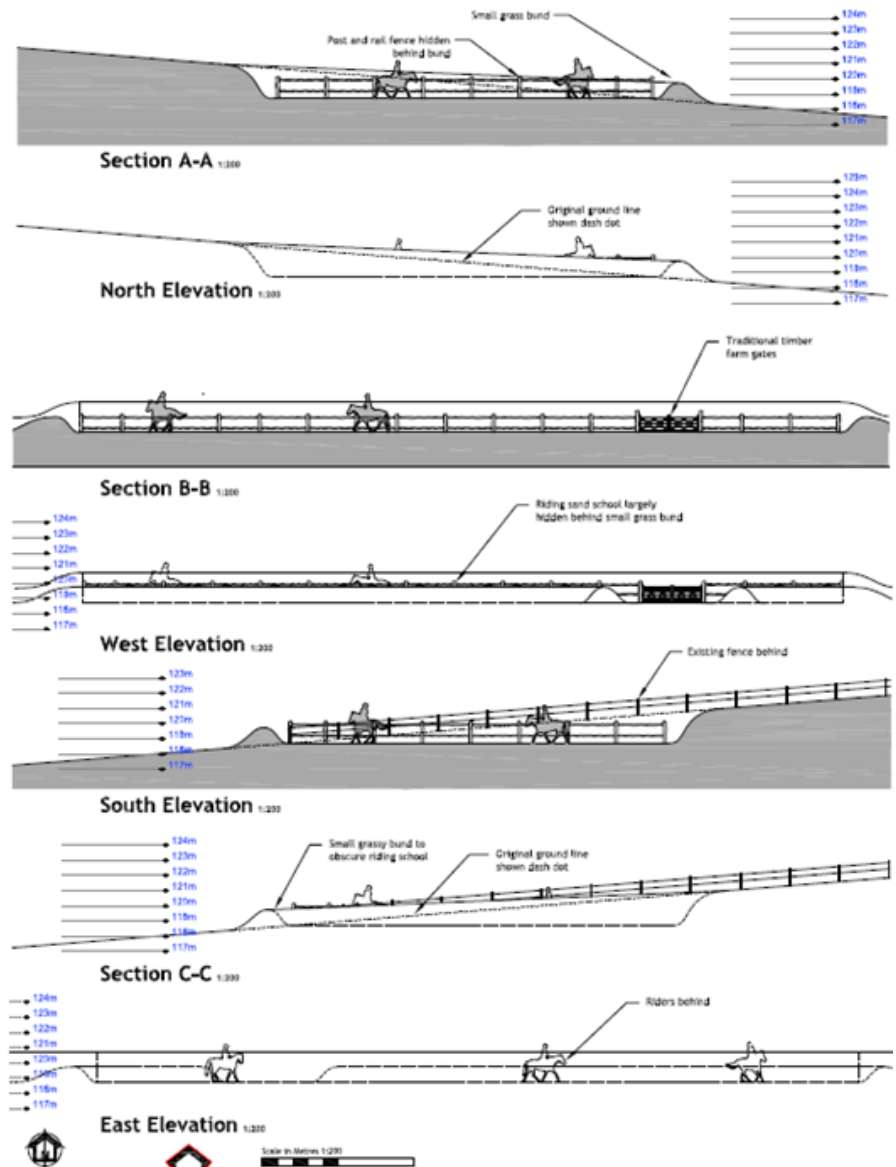 Small grass bund
Post and rail fence hidden
behind bund
124m
123m
122m
121m
120m
119m
118m
117m
Section A-A 1:200
125m
124m
123m
122m
121m
120m
119m
118m
117m
Original ground line
shown dash dot
North Elevation 1:200
Traditional timber
farm gates
Section B-B 1:200
Riding sand school largely
hidden behind small grass bund
124m
123m
122m
121m
120m
119m
118m
117m
West Elevation 1:200
Existing fence behind
123m
122m
121m
120m
119m
118m
117m
South Elevation 1:200
124m
123m
122m
121m
120m
119m
118m
117m
Small grassy bund to
obscure riding school
Original ground line
shown dash dot
Section C-C 1:200
Riders behind
124m
123m
122m
121m
120m
119m
118m
117m
East Elevation 1:200
Scale in Metres 1:200